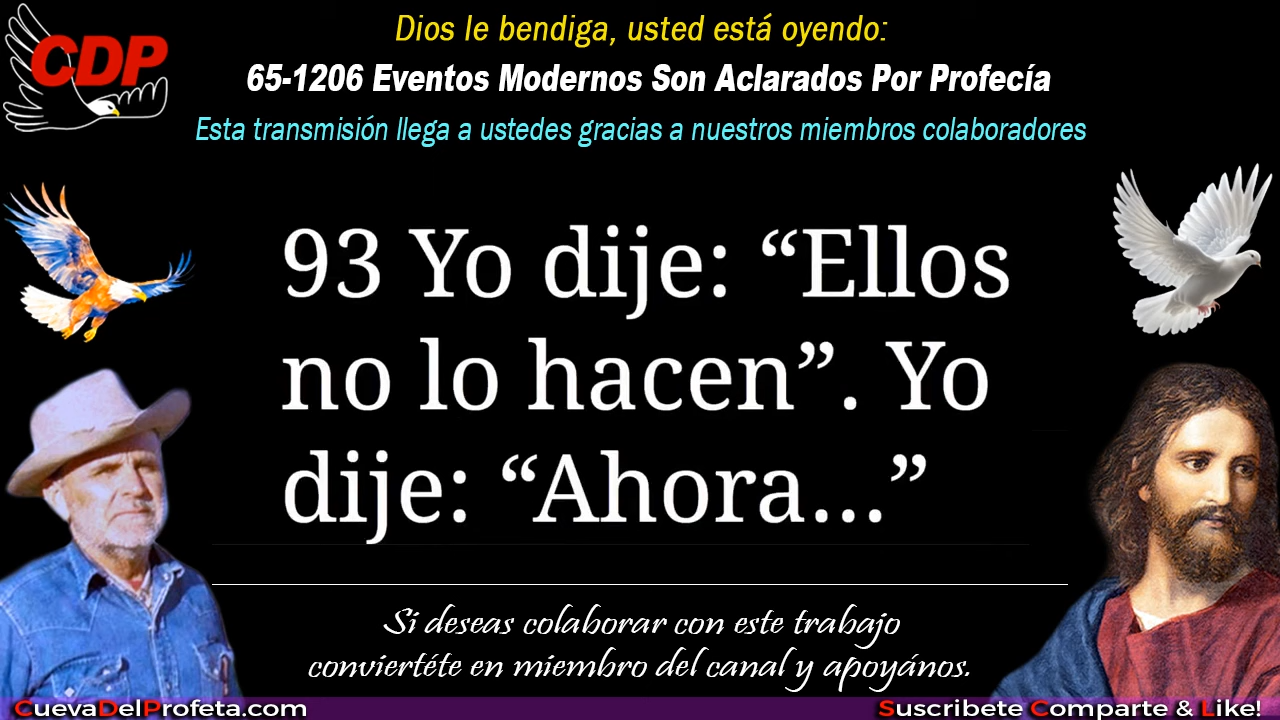 CDP
Dios le bendiga, usted está oyendo:
65-1206 Eventos Modernos Son Aclarados Por Profecía
Esta transmisión llega a ustedes gracias a nuestros miembros colaboradores
93 Yo dije: “Ellos
no lo hacen”. Yo
dije: “Ahora...”
Si deseas colaborar con este trabajo
conviertéte en miembro del canal y apoyános.
CuevaDelProfeta.com
Suscribete Comparte & Like!